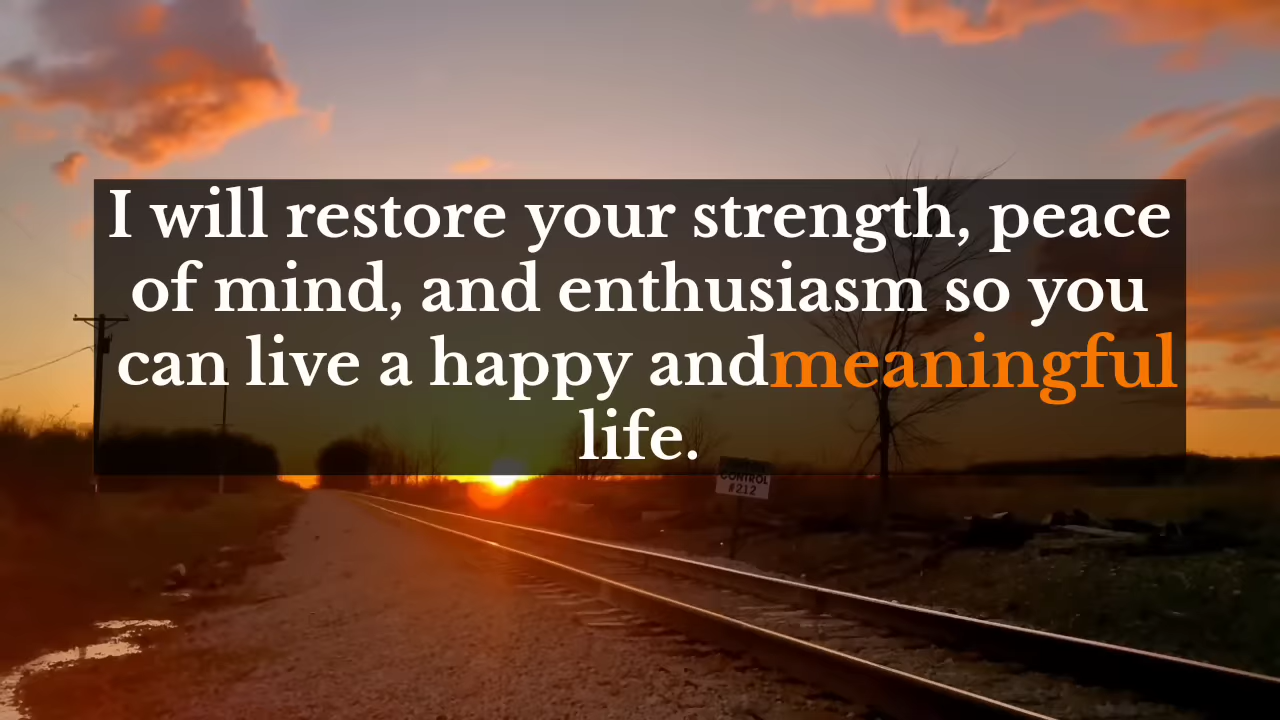 I will restore your strength, peace
of mind, and enthusiasm so you
can live a happy andmeaningful
life.
CONTROL
#212